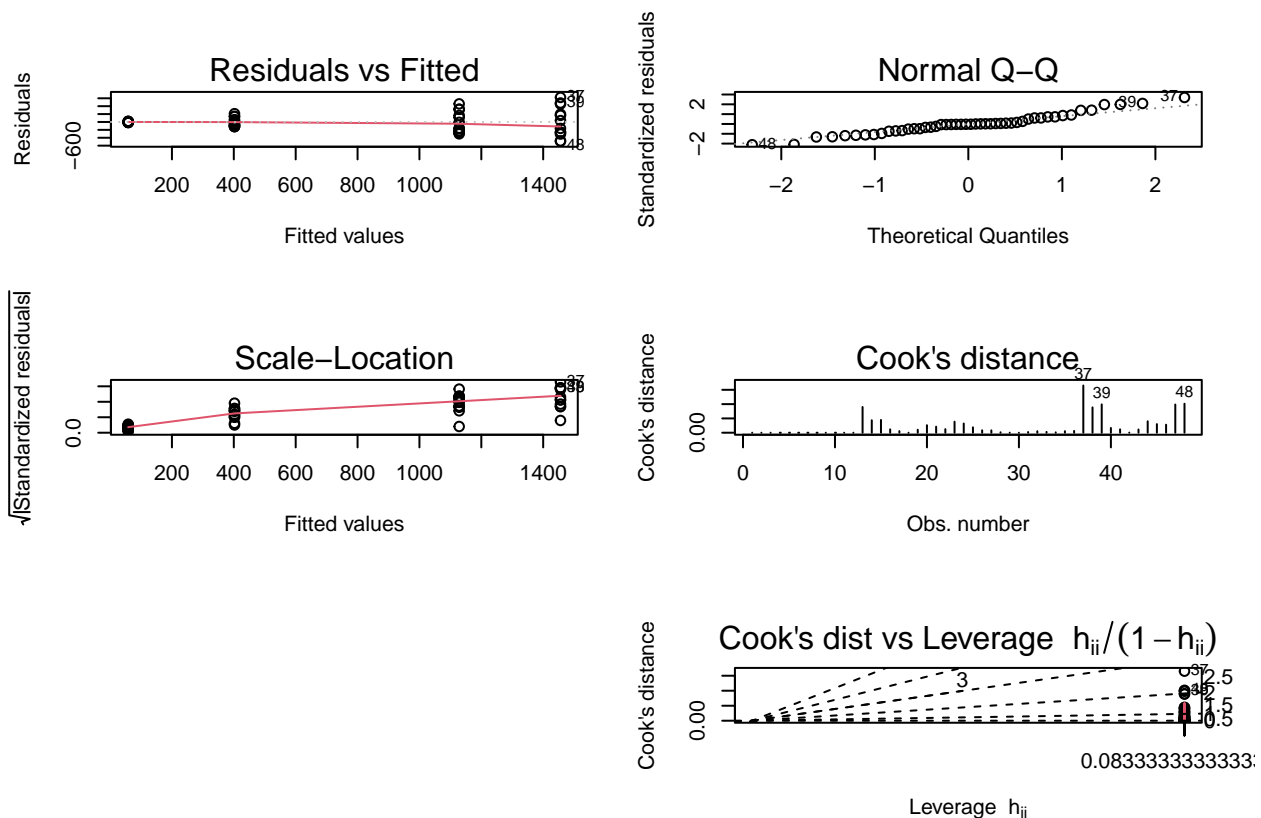 Residuals vs Fitted
Residuals
−600
37
39
48
200 400 600 800 1000 1400
Fitted values
Normal Q−Q
Standardized residuals
−2 2
48
39
37
−2 −1 0 1 2
Theoretical Quantiles
Scale−Location
√|Standardized residuals|
0.0
37
200 400 600 800 1000 1400
Fitted values
Cook's distance
Cook's distance
0.00
37
39
48
0 10 20 30 40
Obs. number
Cook's dist vs Leverage hii/(1 − hii)
Cook's distance
0.00
37
3
2.5
2
1.5
0.5
0.0833333333333
Leverage hii